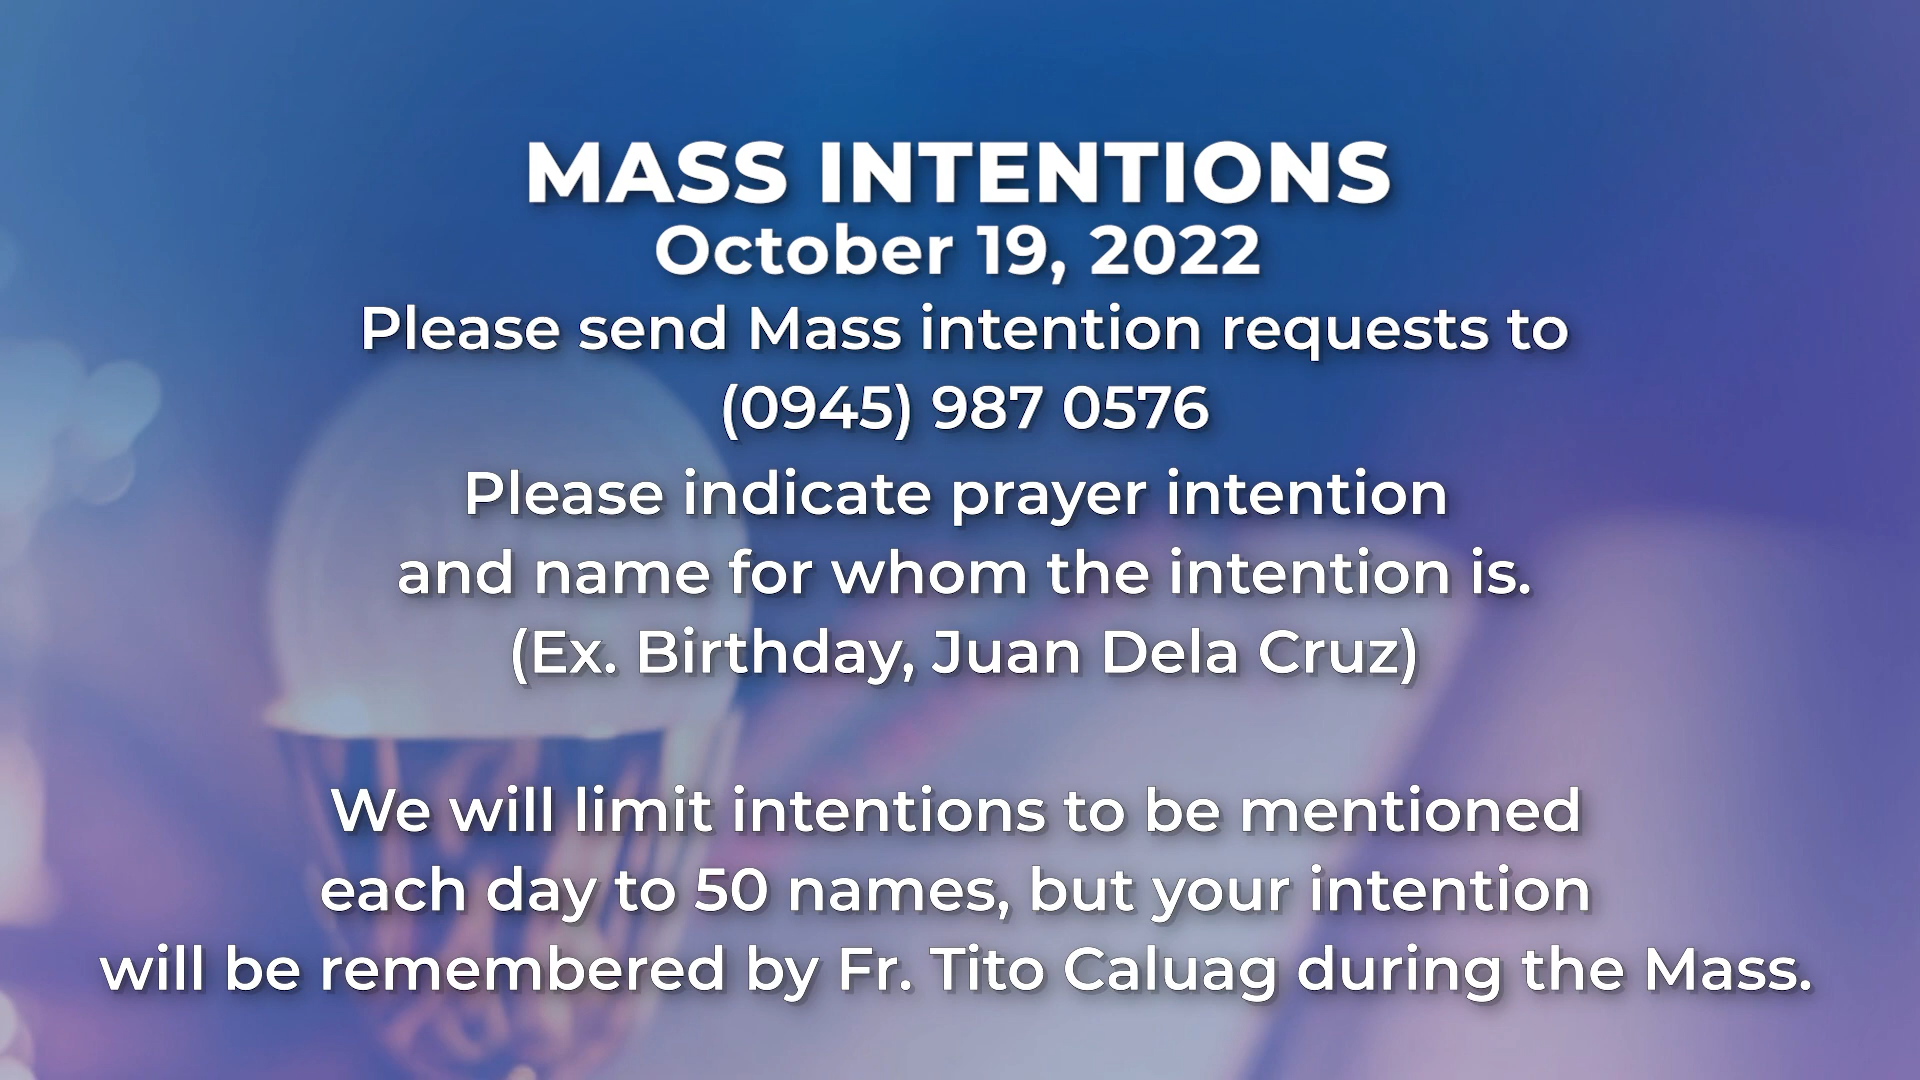 MASS INTENTIONS
October 19, 2022
Please send Mass intention requests to
(0945) 987 0576
Please indicate prayer intention
and name for whom the intention is.
(Ex. Birthday, Juan Dela Cruz)
We will limit intentions to be mentioned
each day to 50 names, but your intention
will be remembered by Fr. Tito Caluag during the Mass.